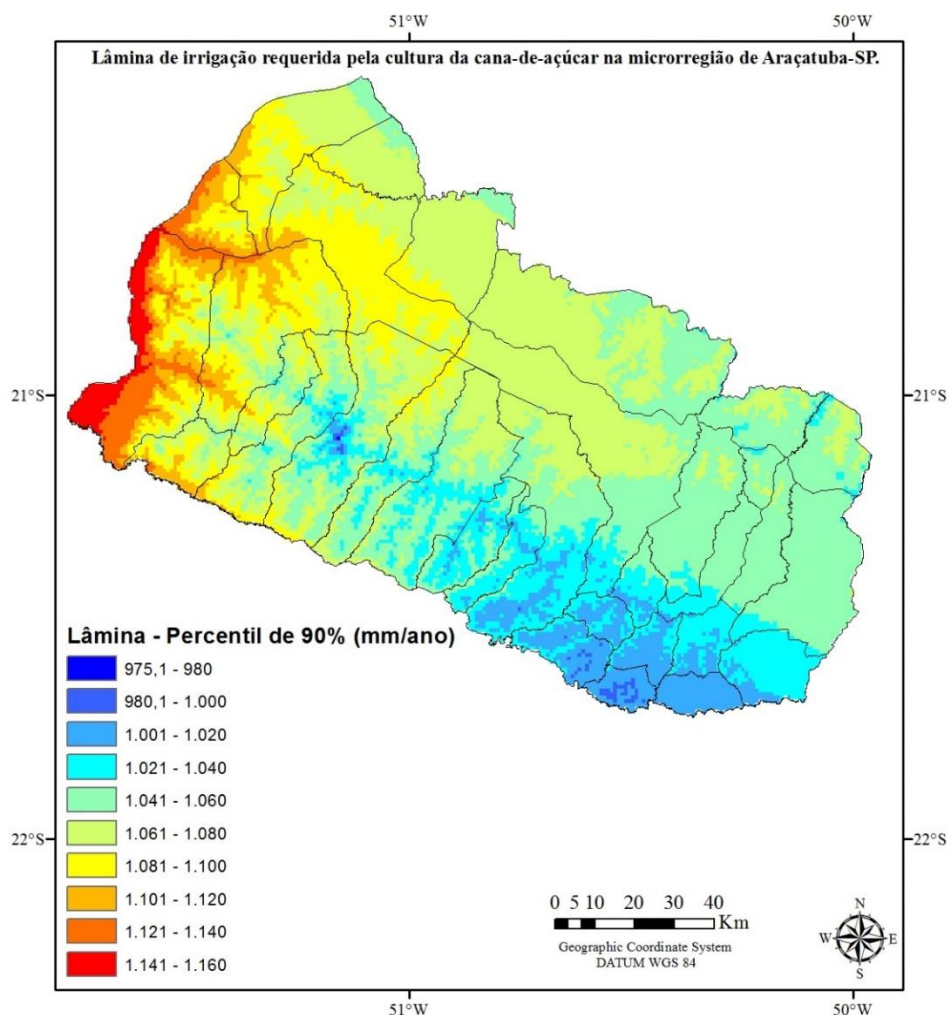 51°W 50°W
Lâmina de irrigação requerida pela cultura da cana-de-açúcar na microrregião de Araçatuba-SP.
21°S 21°S
Lâmina - Percentil de 90% (mm/ano)
975,1 - 980
980,1 - 1.000
1.001 - 1.020
1.021 - 1.040
1.041 - 1.060
1.061 - 1.080
1.081 - 1.100
1.101 - 1.120
1.121 - 1.140
1.141 - 1.160
22°S 22°S
0 5 10 20 30 40
Km
Geographic Coordinate System
DATUM WGS 84
N
W E
S
51°W 50°W